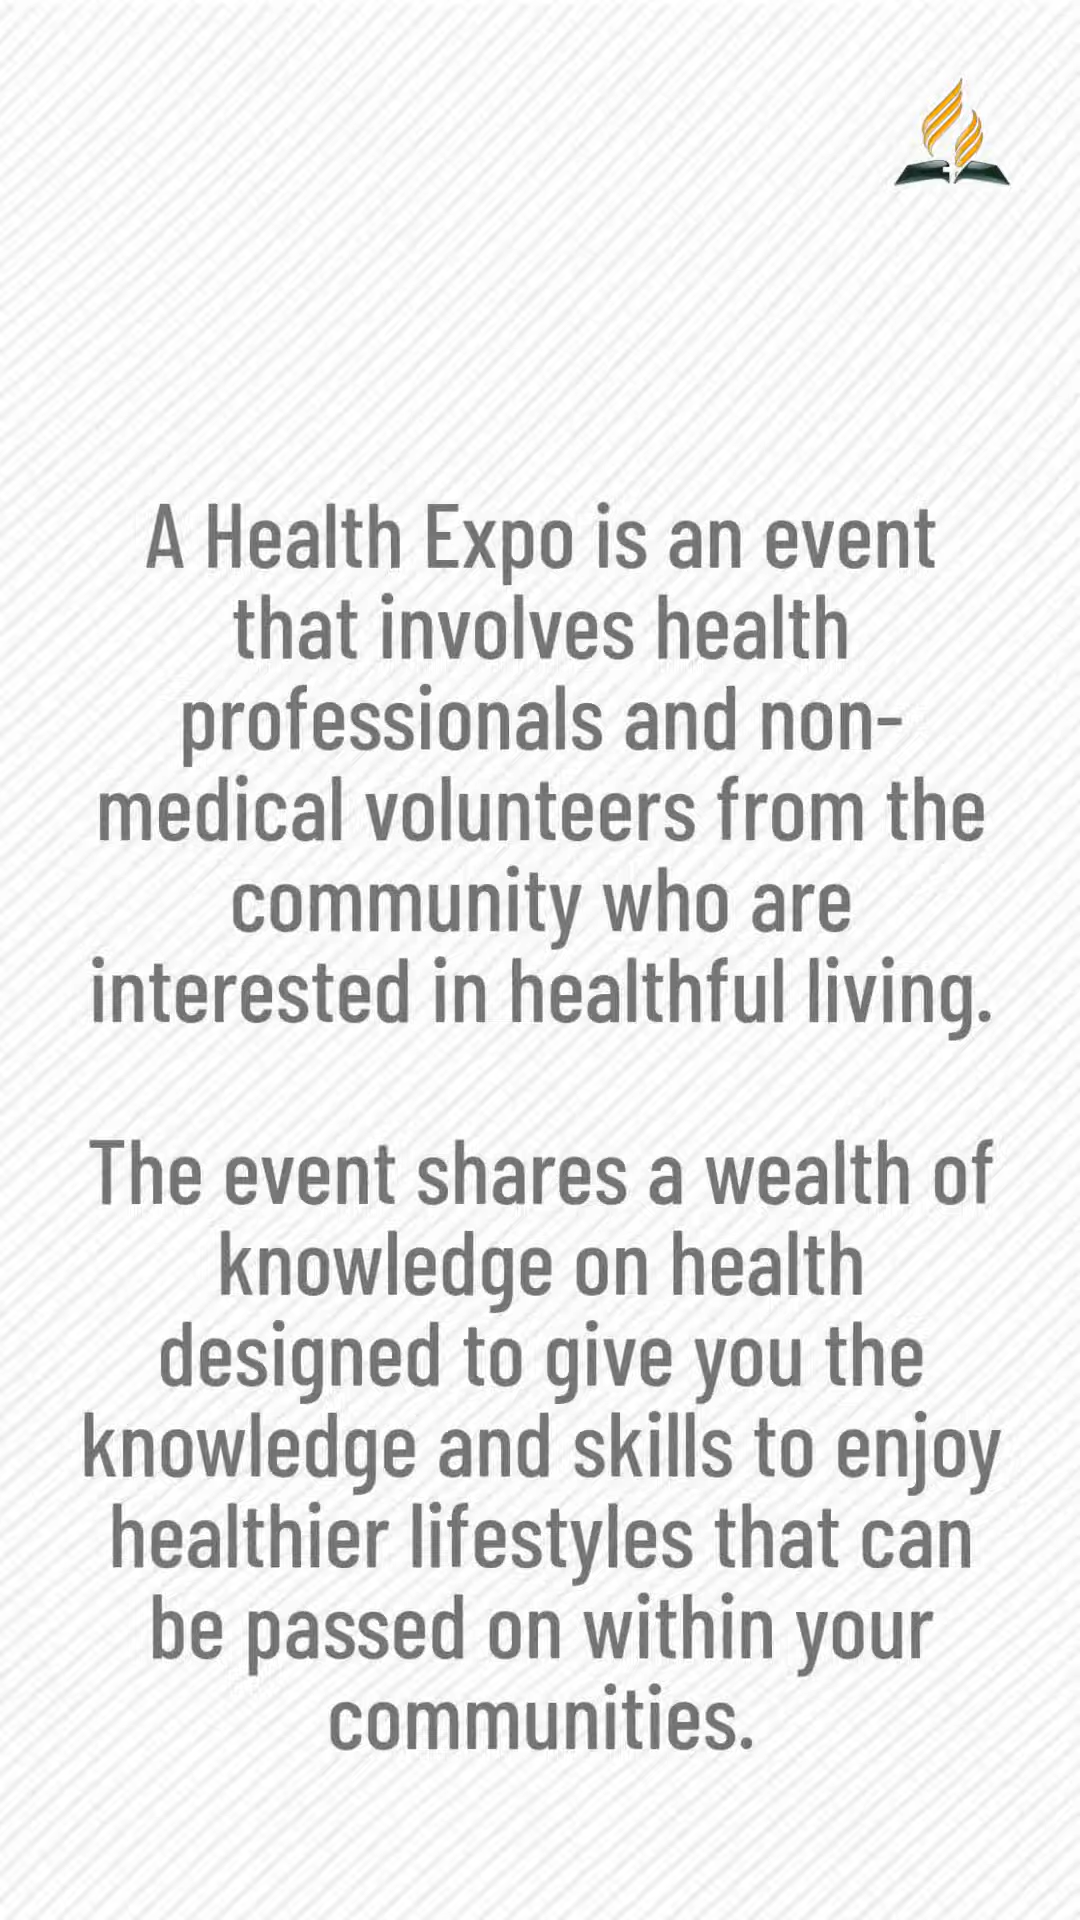 A Health Expo is an event
that involves health
professionals and non-
medical volunteers from the
community who are
interested in healthful living.
The event shares a wealth of
knowledge on health
designed to give you the
knowledge and skills to enjoy
healthier lifestyles that can
be passed on within your
communities.